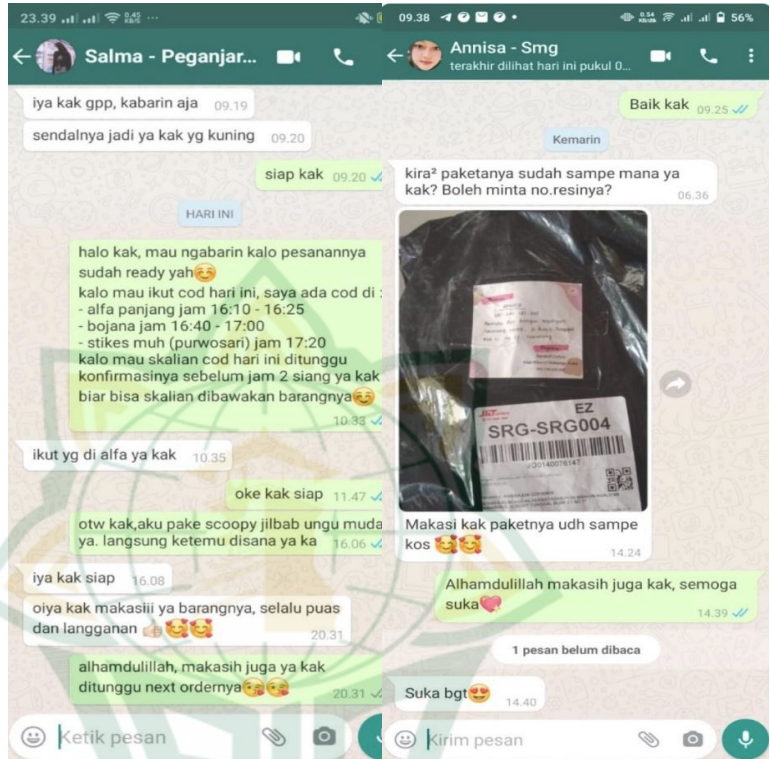 23.39
0.45 KB/S
Salma - Peganjar...
iya kak gpp, kabarin aja 09.19
sendalnya jadi ya kak yg kuning 09.20
siap kak 09.20
HARI INI
halo kak, mau ngabarin kalo pesanannya
sudah ready yah☺️
kalo mau ikut cod hari ini, saya ada cod di :
- alfa panjang jam 16:10 - 16:25
- bojana jam 16:40 - 17:00
- stikes muh (purwosari) jam 17:20
kalo mau skalian cod hari ini ditunggu
konfirmasinya sebelum jam 2 siang ya kak
biar bisa skalian dibawakan barangnya☺️
10.33
ikut yg di alfa ya kak 10.35
oke kak siap 11.47
otw kak,aku pake scoopy jilbab ungu muda
ya. langsung ketemu disana ya ka 16.06
iya kak siap 16.08
oiya kak makasiii ya barangnya, selalu puas
dan langganan 👍🏻🥰🥰 20.31
alhamdulillah, makasih juga ya kak
ditunggu next ordernya😘😘 20.31
Ketik pesan
09.38
0.54
56%
Annisa - Smg
terakhir dilihat hari ini pukul 0...
Baik kak 09.25
Kemarin
kira² paketanya sudah sampe mana ya
kak? Boleh minta no.resinya? 06.36
J&T EXPRESS
EZ
SRG-SRG004
JD0140076147
Makasi kak paketnya udh sampe
kos 🥰🥰 14.24
Alhamdulillah makasih juga kak, semoga
suka💖 14.39
1 pesan belum dibaca
Suka bgt😍 14.40
Kirim pesan